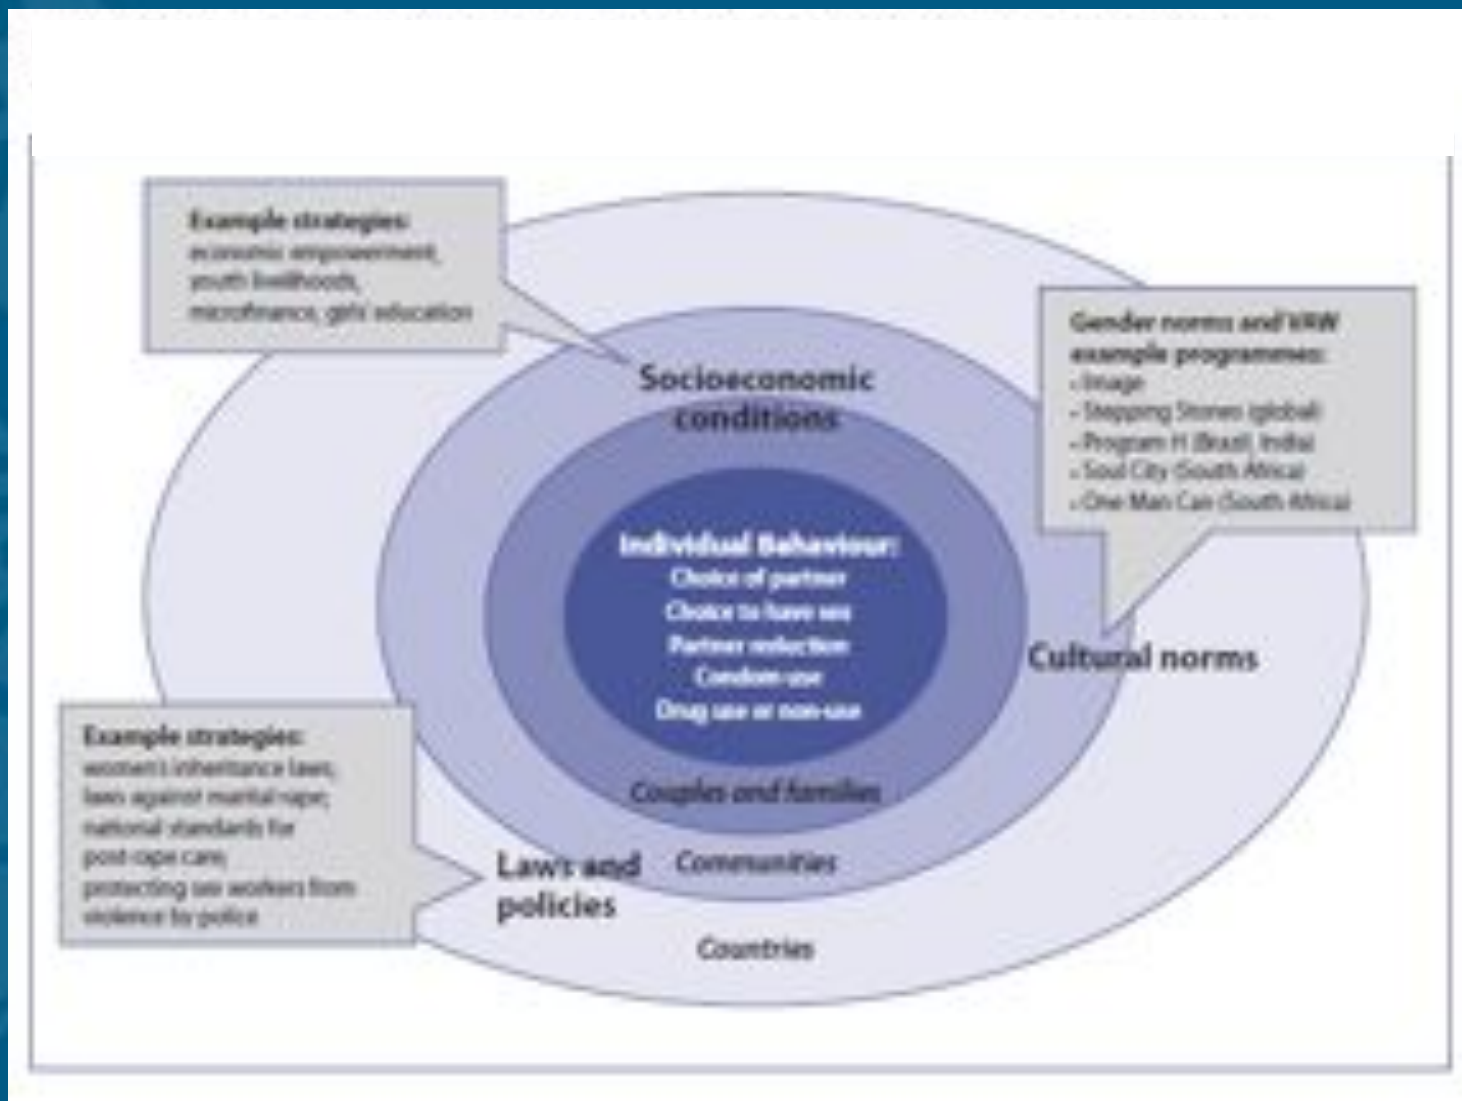 Example strategies:
economic empowerment,
youth livelihoods,
microfinance, girls' education
Gender norms and VAW
example programmes:
• Image
• Stepping Stones (global)
• Program H (Brazil, India)
• Soul City (South Africa)
• One Man Can (South Africa)
Socioeconomic
conditions
Individual Behaviour:
Choice of partner
Choice to have sex
Partner reduction
Condom use
Drug use or non-use
Cultural norms
Couples and families
Communities
Countries
Laws and
policies
Example strategies:
women's inheritance laws;
laws against marital rape;
national standards for
post-rape care;
protecting sex workers from
violence by police